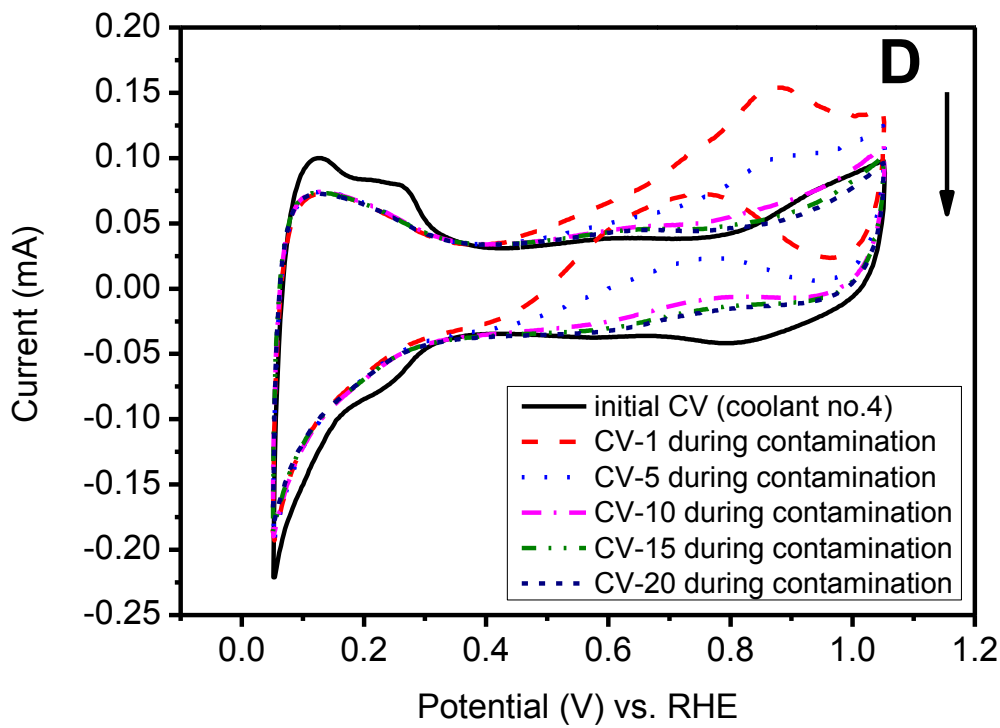 0.20
0.15
0.10
0.05
0.00
-0.05
-0.10
-0.15
-0.20
-0.25
Current (mA)
D
initial CV (coolant no.4)
CV-1 during contamination
CV-5 during contamination
CV-10 during contamination
CV-15 during contamination
CV-20 during contamination
0.0 0.2 0.4 0.6 0.8 1.0 1.2
Potential (V) vs. RHE